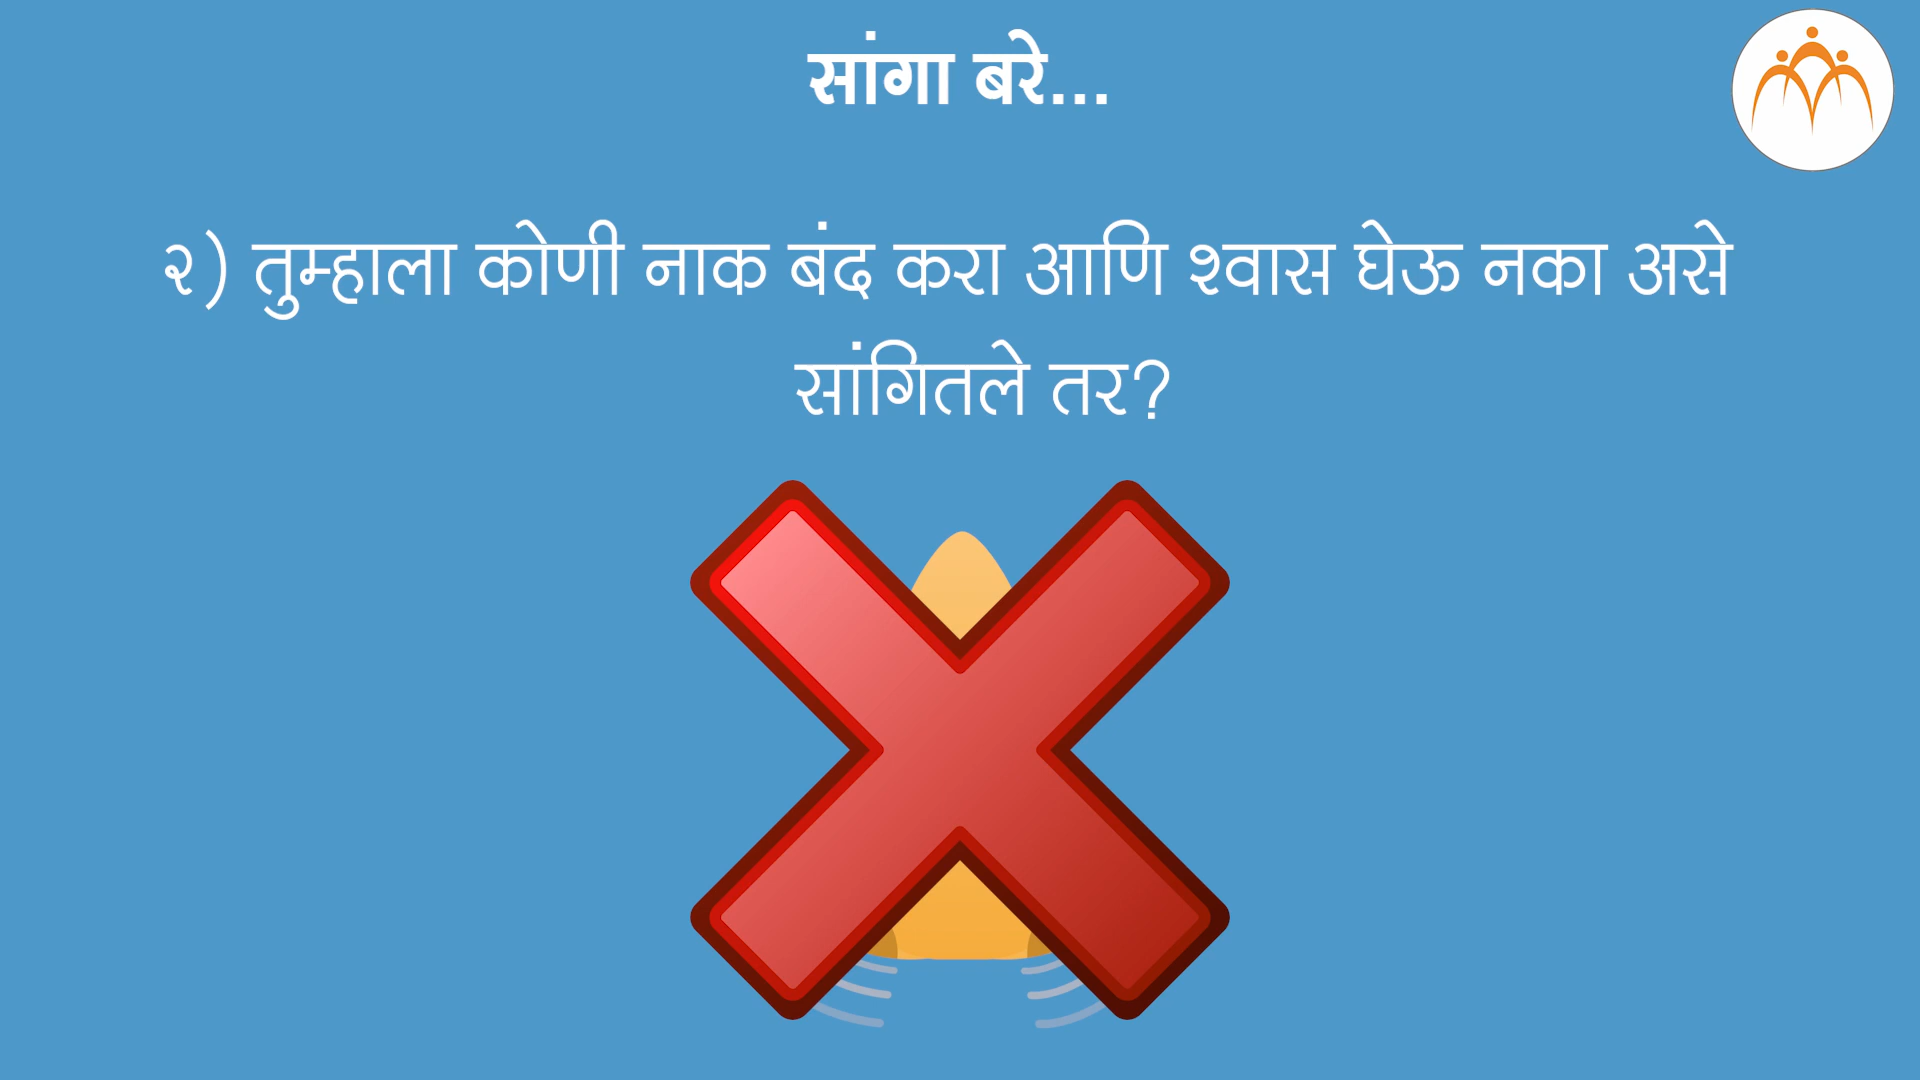 सांगा बरे...
२) तुम्हाला कोणी नाक बंद करा आणि श्वास घेऊ नका असे
सांगितले तर?